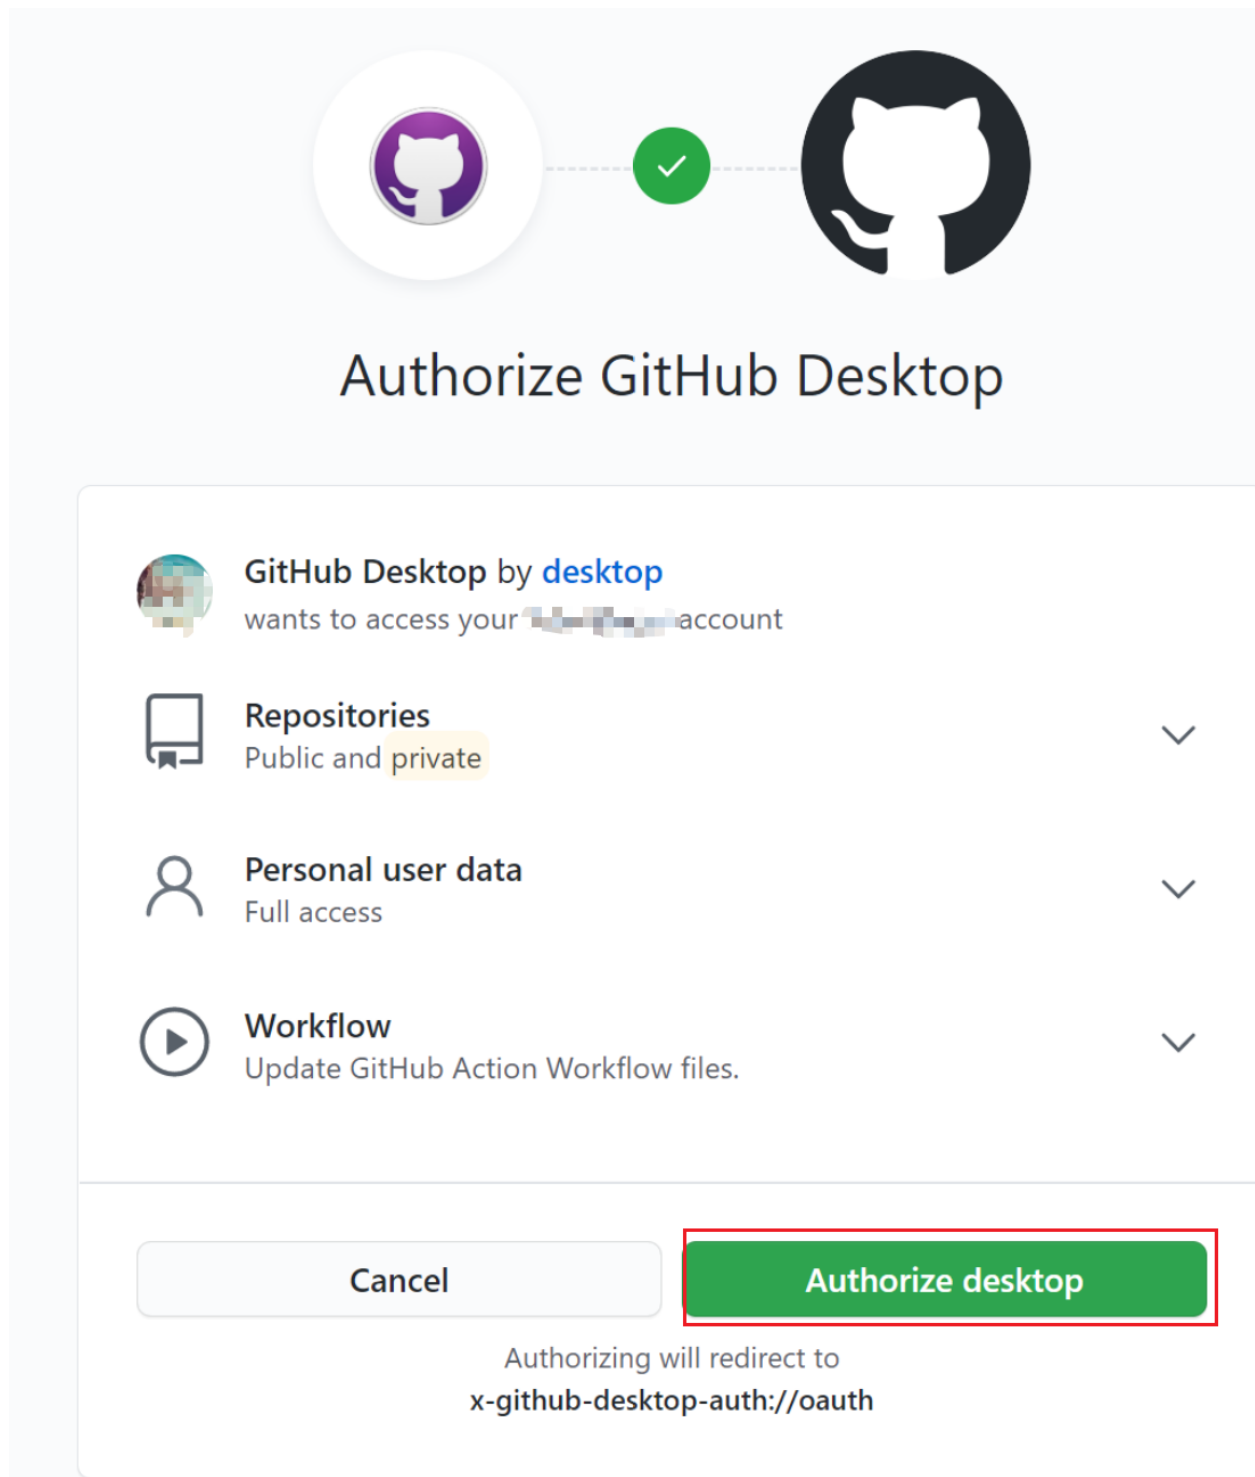 Authorize GitHub Desktop
GitHub Desktop by desktop
wants to access your account
Repositories
Public and private
Personal user data
Full access
Workflow
Update GitHub Action Workflow files.
Cancel
Authorize desktop
Authorizing will redirect to
x-github-desktop-auth://oauth